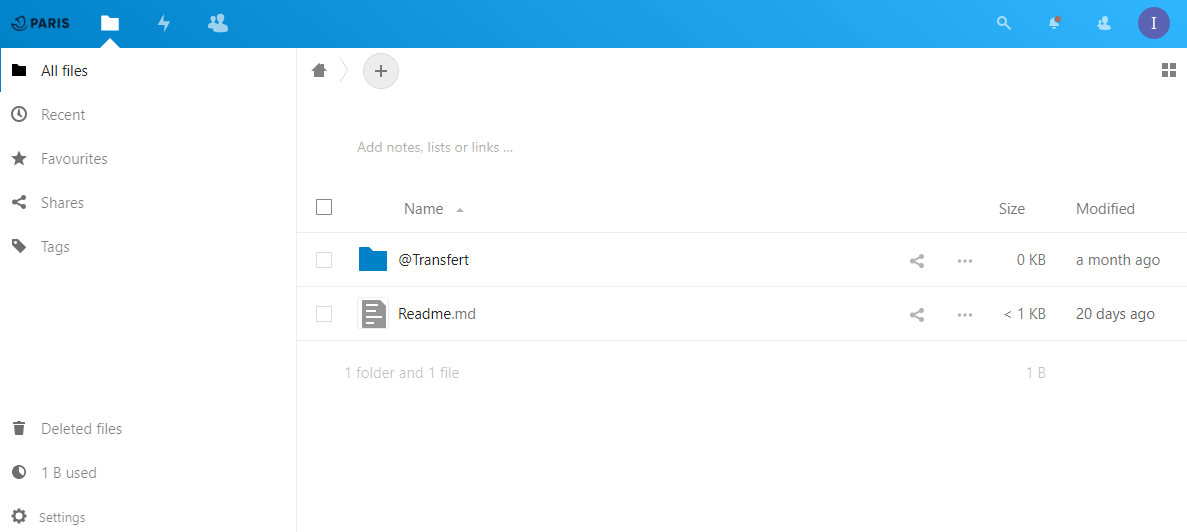 PARIS
I
All files
Recent
Favourites
Shares
Tags
Deleted files
1 B used
Settings
Add notes, lists or links ...
Name Size Modified
@Transfert 0 KB a month ago
Readme.md < 1 KB 20 days ago
1 folder and 1 file 1 B